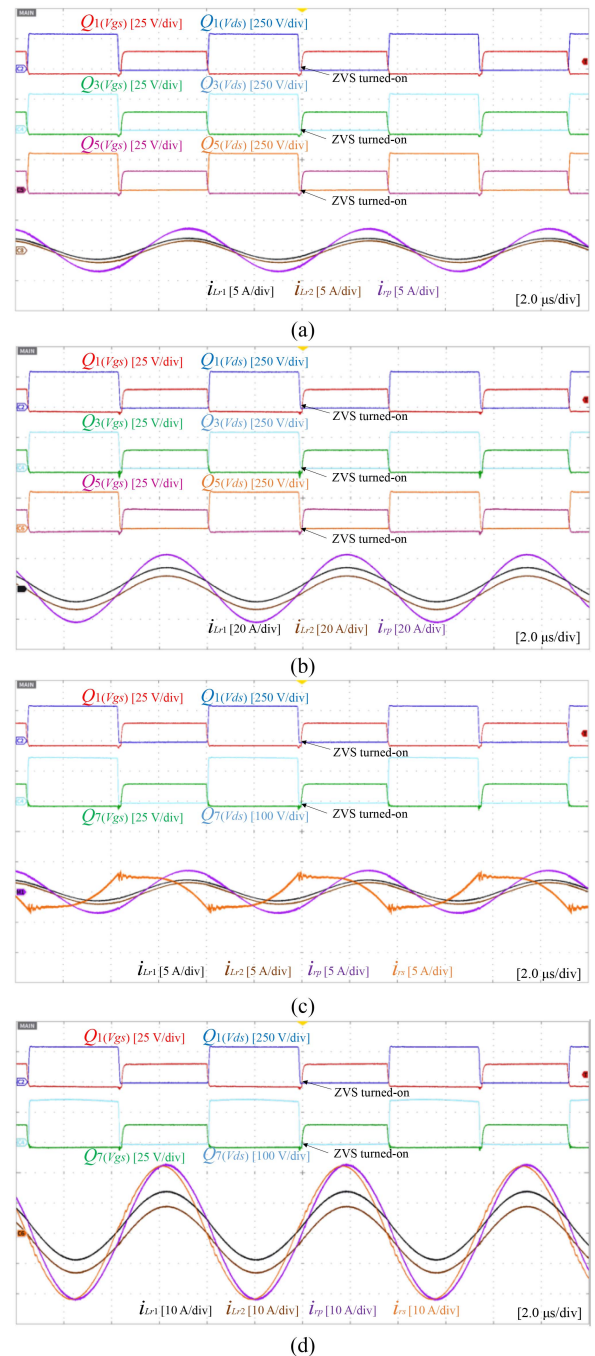 MAIN
Q1(Vgs) [25 V/div] Q1(Vds) [250 V/div]
ZVS turned-on
Q3(Vgs) [25 V/div] Q3(Vds) [250 V/div]
ZVS turned-on
Q5(Vgs) [25 V/div] Q5(Vds) [250 V/div]
ZVS turned-on
iLr1 [5 A/div] iLr2 [5 A/div] irp [5 A/div]
[2.0 μs/div]
(a)
MAIN
Q1(Vgs) [25 V/div] Q1(Vds) [250 V/div]
ZVS turned-on
Q3(Vgs) [25 V/div] Q3(Vds) [250 V/div]
ZVS turned-on
Q5(Vgs) [25 V/div] Q5(Vds) [250 V/div]
ZVS turned-on
iLr1 [20 A/div] iLr2 [20 A/div] irp [20 A/div]
[2.0 μs/div]
(b)
MAIN
Q1(Vgs) [25 V/div] Q1(Vds) [250 V/div]
ZVS turned-on
Q7(Vgs) [25 V/div] Q7(Vds) [100 V/div]
ZVS turned-on
iLr1 [5 A/div] iLr2 [5 A/div] irp [5 A/div] irs [5 A/div]
[2.0 μs/div]
(c)
MAIN
Q1(Vgs) [25 V/div] Q1(Vds) [250 V/div]
ZVS turned-on
Q7(Vgs) [25 V/div] Q7(Vds) [100 V/div]
ZVS turned-on
iLr1 [10 A/div] iLr2 [10 A/div] irp [10 A/div] irs [10 A/div]
[2.0 μs/div]
(d)